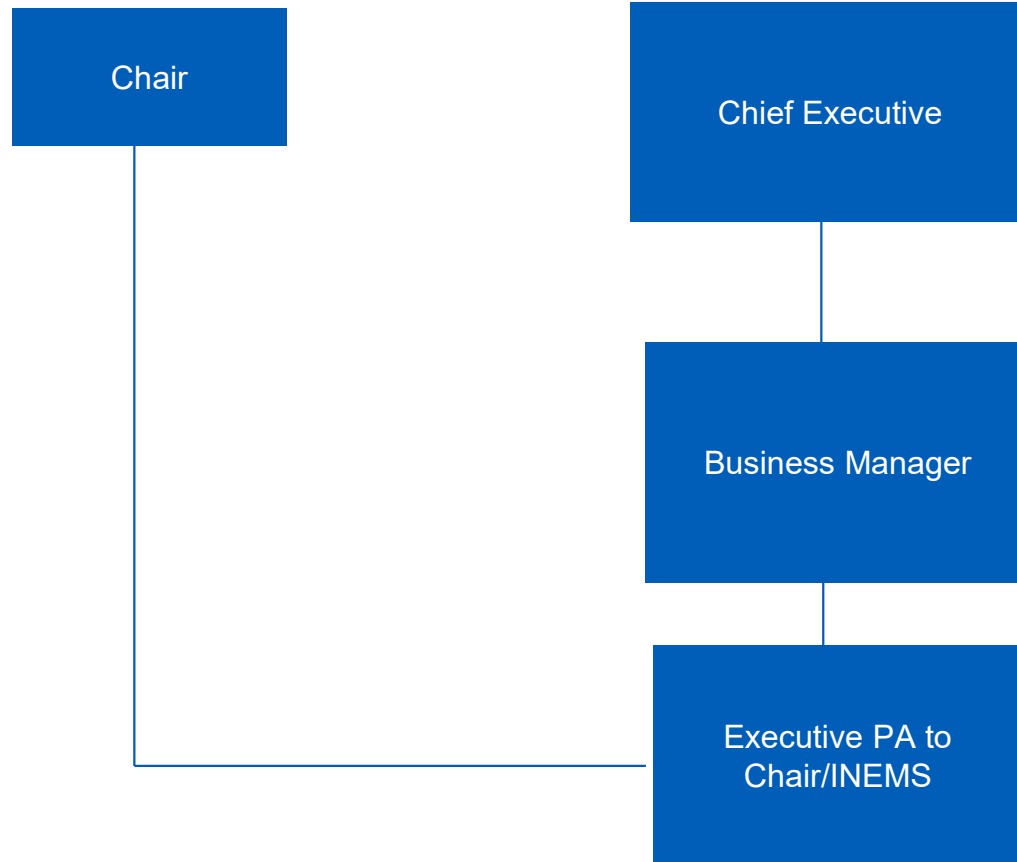 Chair
Chief Executive
Business Manager
Executive PA to
Chair/INEMS